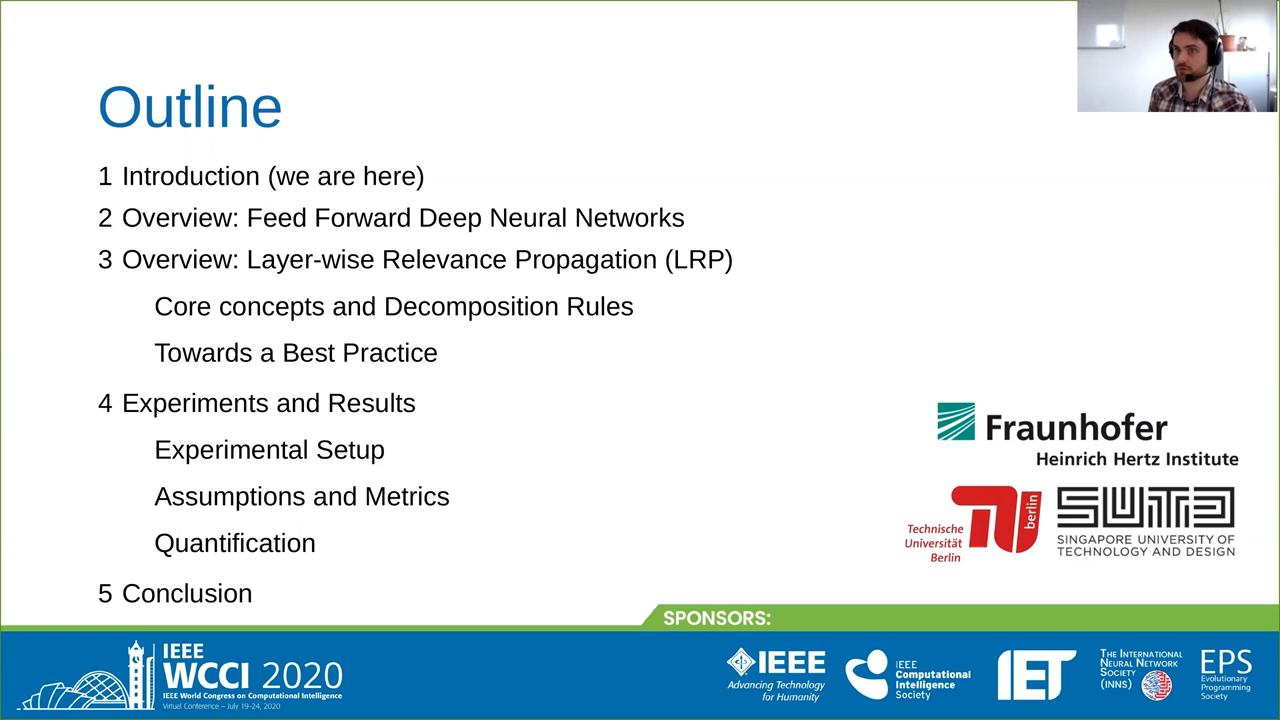 Outline
1 Introduction (we are here)
2 Overview: Feed Forward Deep Neural Networks
3 Overview: Layer-wise Relevance Propagation (LRP)
Core concepts and Decomposition Rules
Towards a Best Practice
4 Experiments and Results
Experimental Setup
Assumptions and Metrics
Quantification
5 Conclusion
Fraunhofer
Heinrich Hertz Institute
Technische
Universität
Berlin
berlin
SUTD
SINGAPORE UNIVERSITY OF
TECHNOLOGY AND DESIGN
SPONSORS:
IEEE
WCCI 2020
IEEE World Congress on Computational Intelligence
Virtual Conference – July 19-24, 2020
IEEE
Advancing Technology
for Humanity
IEEE
Computational
Intelligence
Society
IET
The International
Neural Network
Society
(INNS)
EPS
Evolutionary
Programming
Society